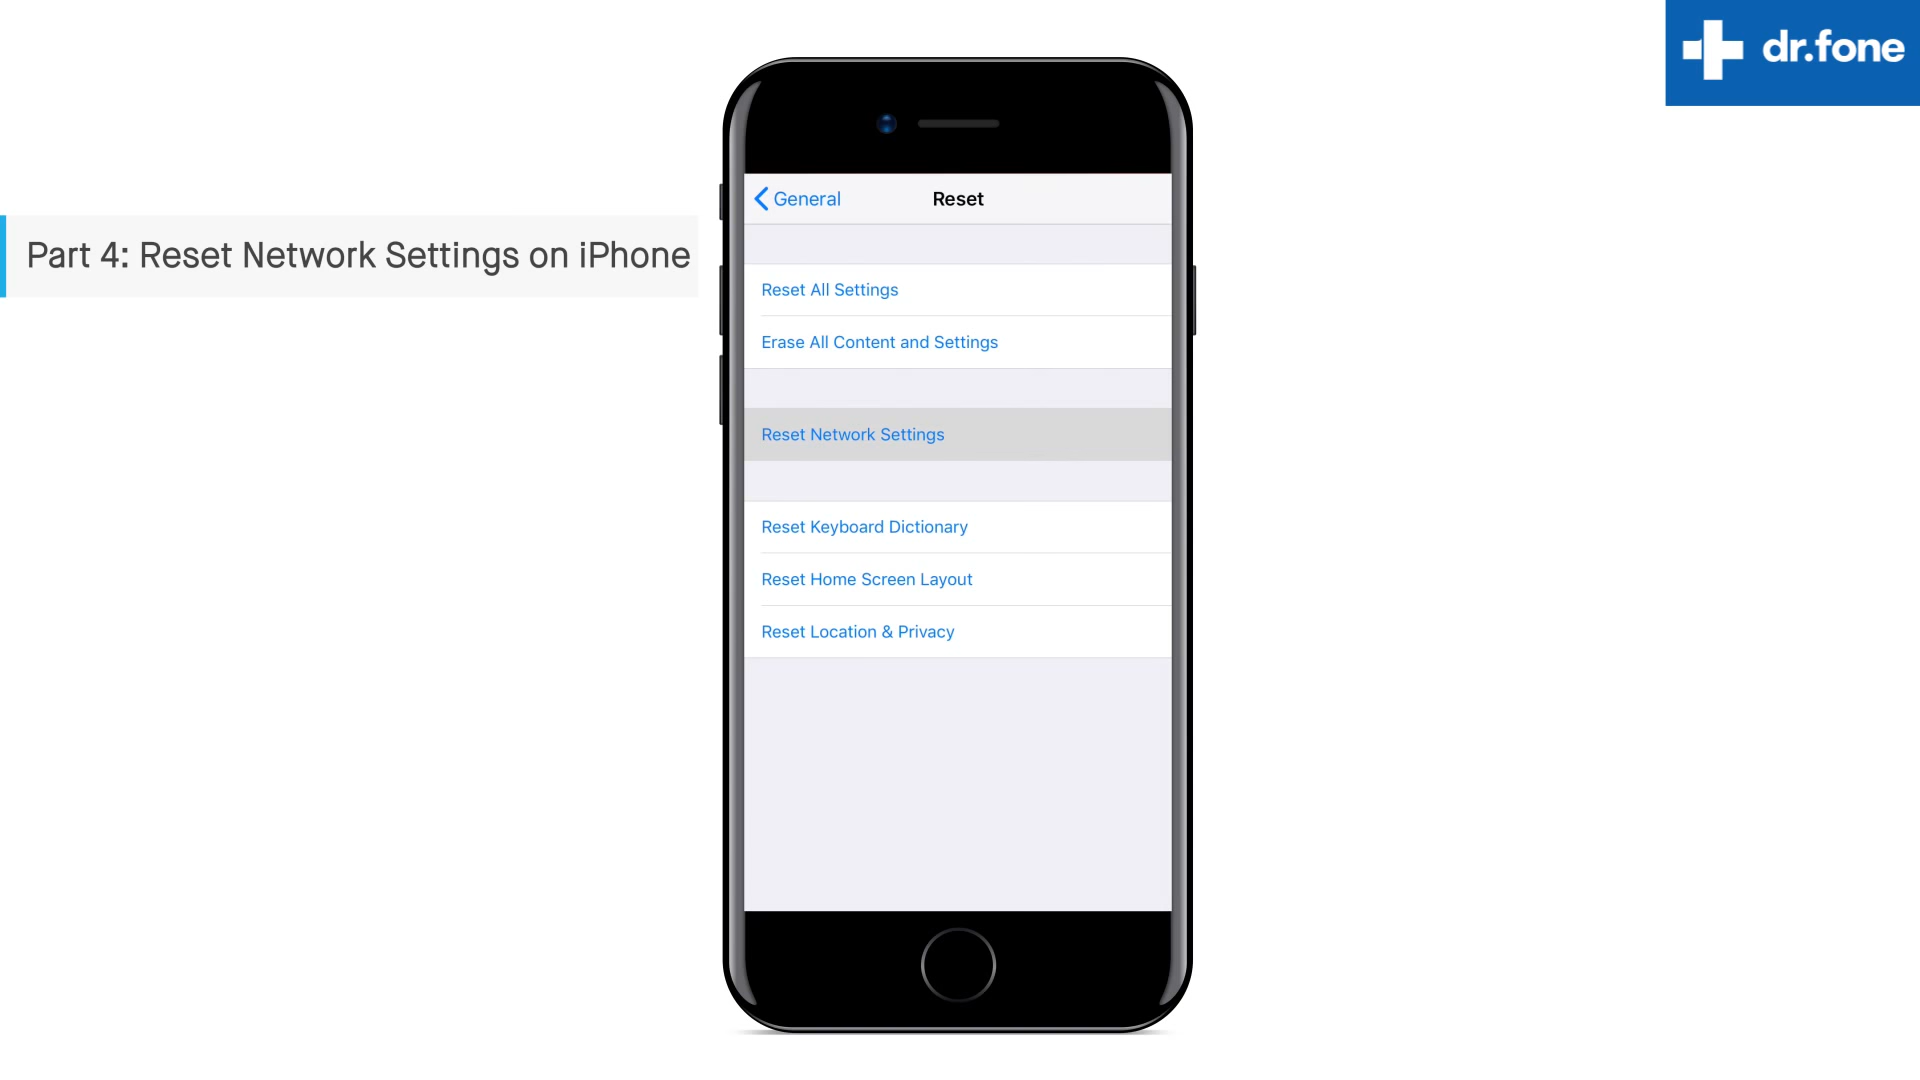 dr.fone
Part 4: Reset Network Settings on iPhone
General
Reset
Reset All Settings
Erase All Content and Settings
Reset Network Settings
Reset Keyboard Dictionary
Reset Home Screen Layout
Reset Location & Privacy